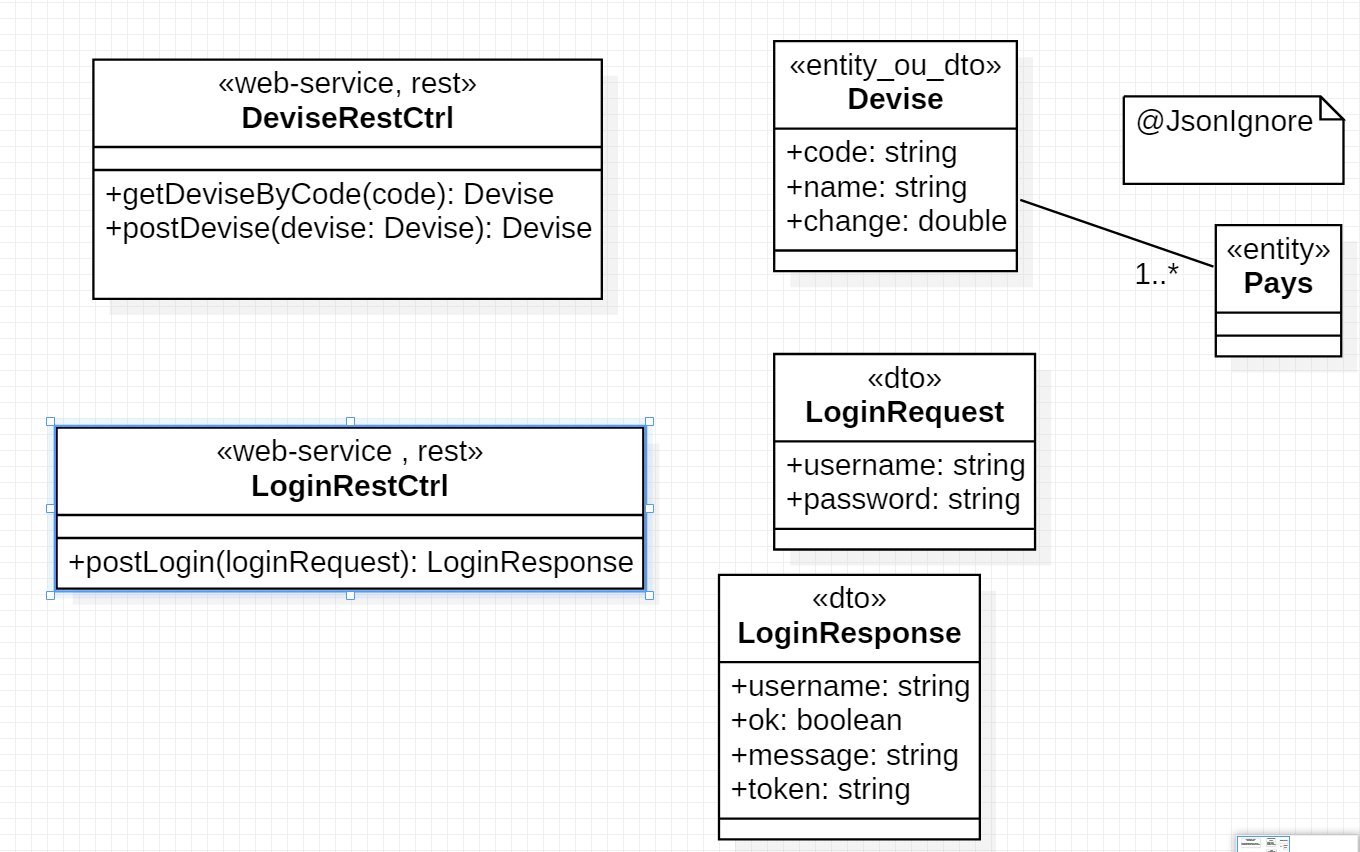 «web-service, rest»
DeviseRestCtrl
+getDeviseByCode(code): Devise
+postDevise(devise: Devise): Devise
«entity_ou_dto»
Devise
+code: string
+name: string
+change: double
@JsonIgnore
1..*
«entity»
Pays
«web-service , rest»
LoginRestCtrl
+postLogin(loginRequest): LoginResponse
«dto»
LoginRequest
+username: string
+password: string
«dto»
LoginResponse
+username: string
+ok: boolean
+message: string
+token: string